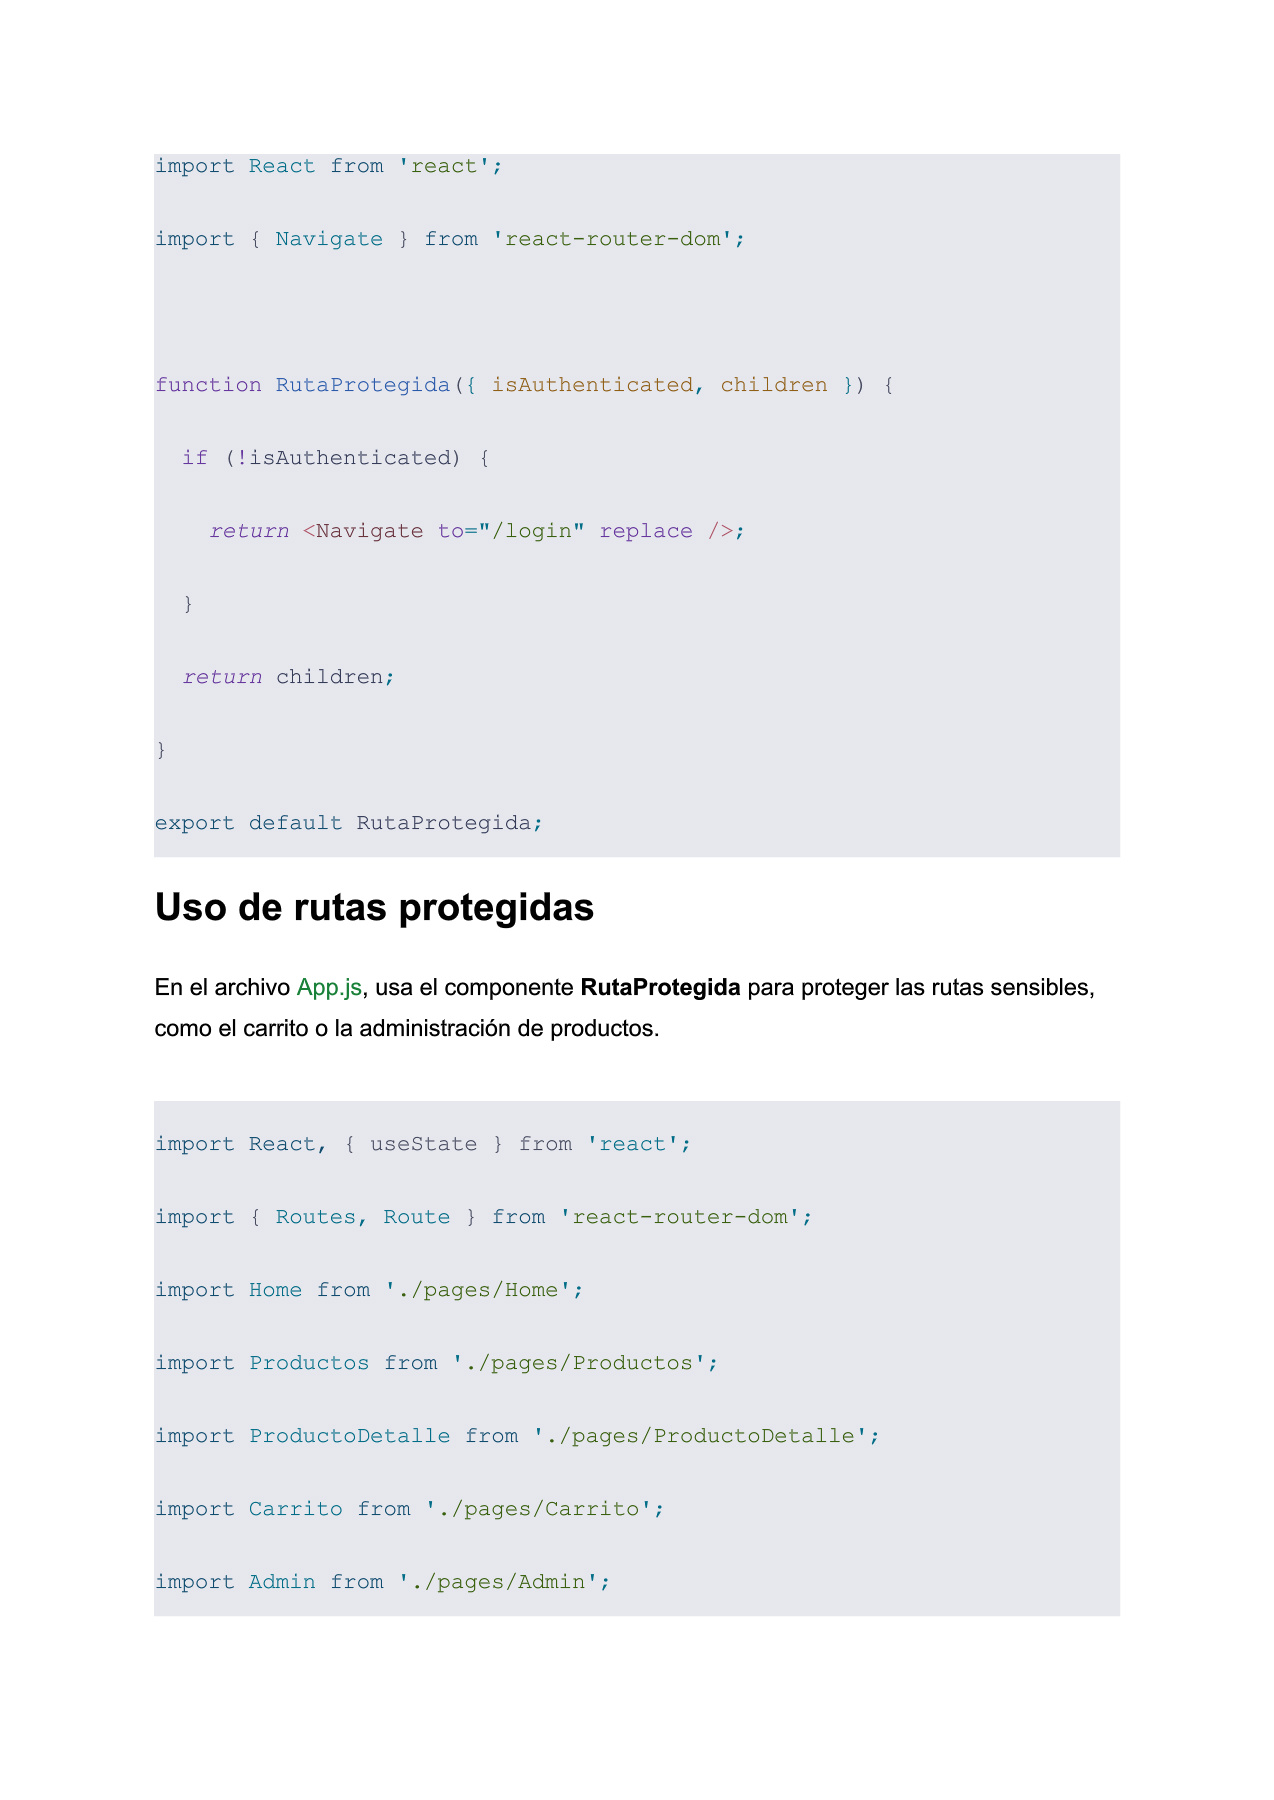 import React from 'react';
import { Navigate } from 'react-router-dom';
function RutaProtegida({ isAuthenticated, children }) {
  if (!isAuthenticated) {
    return <Navigate to="/login" replace />;
  }
  return children;
}
export default RutaProtegida;
Uso de rutas protegidas
En el archivo App.js, usa el componente RutaProtegida para proteger las rutas sensibles,
como el carrito o la administración de productos.
import React, { useState } from 'react';
import { Routes, Route } from 'react-router-dom';
import Home from './pages/Home';
import Productos from './pages/Productos';
import ProductoDetalle from './pages/ProductoDetalle';
import Carrito from './pages/Carrito';
import Admin from './pages/Admin';